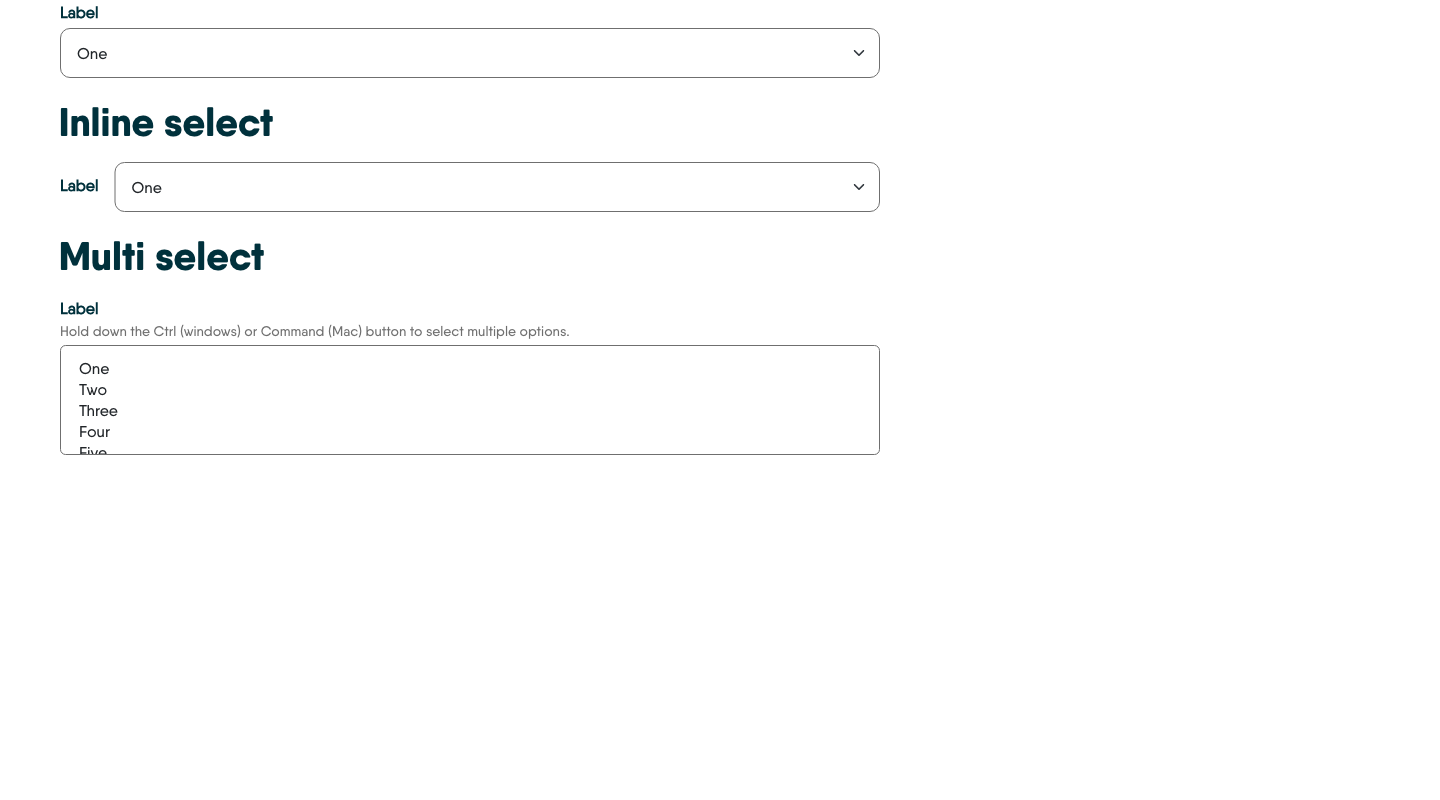 Label
One
Inline select
Label
One
Multi select
Label
Hold down the Ctrl (windows) or Command (Mac) button to select multiple options.
One
Two
Three
Four
Five